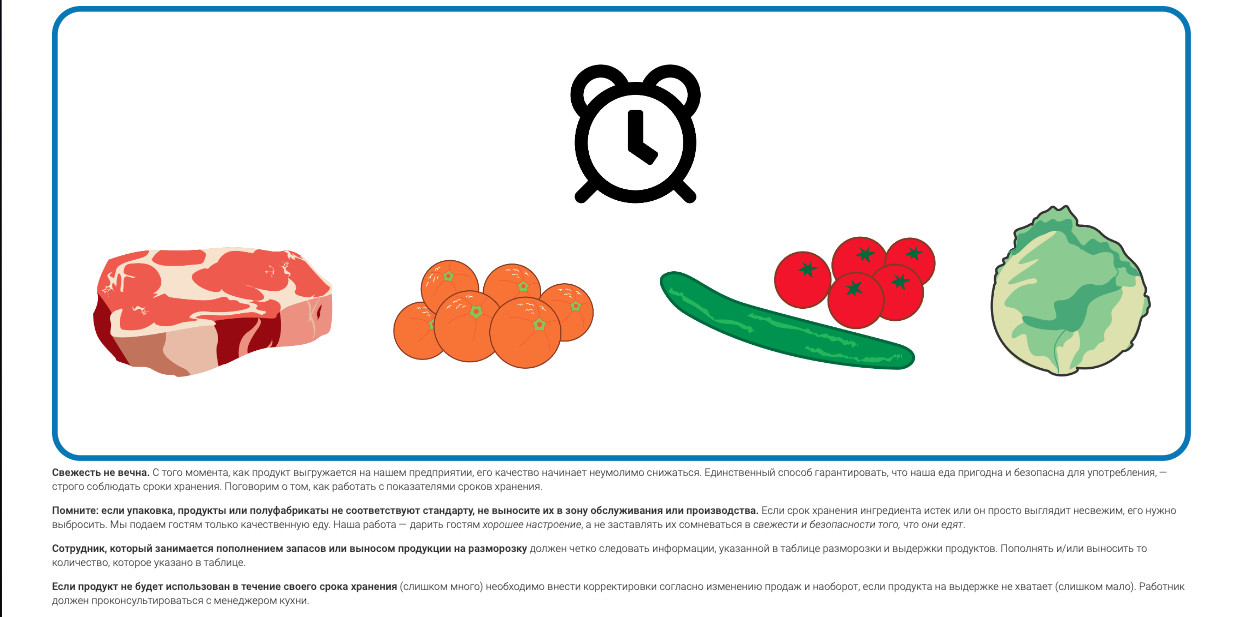 Свежесть не вечна. С того момента, как продукт выгружается на нашем предприятии, его качество начинает неумолимо снижаться. Единственный способ гарантировать, что наша еда пригодна и безопасна для употребления, —
строго соблюдать сроки хранения. Поговорим о том, как работать с показателями сроков хранения.
Помните: если упаковка, продукты или полуфабрикаты не соответствуют стандарту, не выносите их в зону обслуживания или производства. Если срок хранения ингредиента истек или он просто выглядит несвежим, его нужно
выбросить. Мы подаем гостям только качественную еду. Наша работа — дарить гостям хорошее настроение, а не заставлять их сомневаться в свежести и безопасности того, что они едят.
Сотрудник, который занимается пополнением запасов или выносом продукции на разморозку должен четко следовать информации, указанной в таблице разморозки и выдержки продуктов. Пополнять и/или выносить то
количество, которое указано в таблице.
Если продукт не будет использован в течение своего срока хранения (слишком много) необходимо внести корректировки согласно изменению продаж и наоборот, если продукта на выдержке не хватает (слишком мало). Работник
должен проконсультироваться с менеджером кухни.